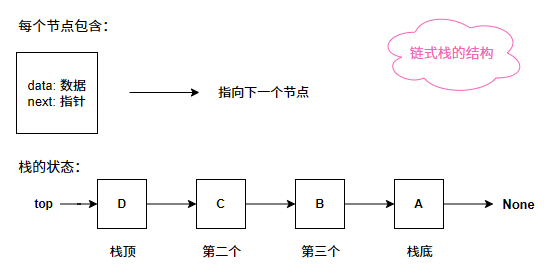 每个节点包含：
链式栈的结构
data: 数据
next: 指针
指向下一个节点
栈的状态：
top
D
C
B
A
None
栈顶
第二个
第三个
栈底